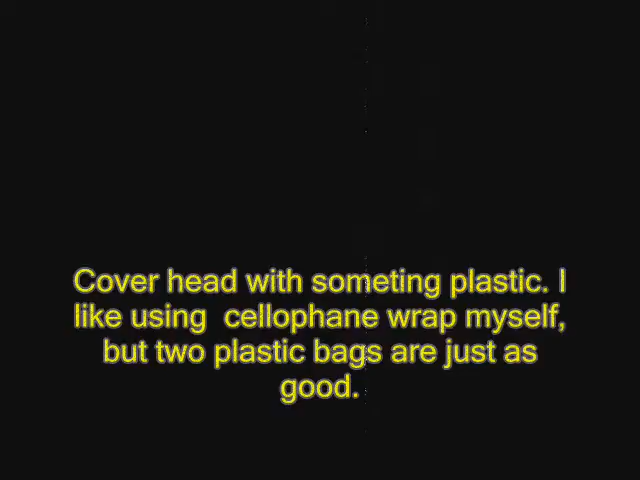 Cover head with someting plastic. I
like using  cellophane wrap myself,
but two plastic bags are just as
good.